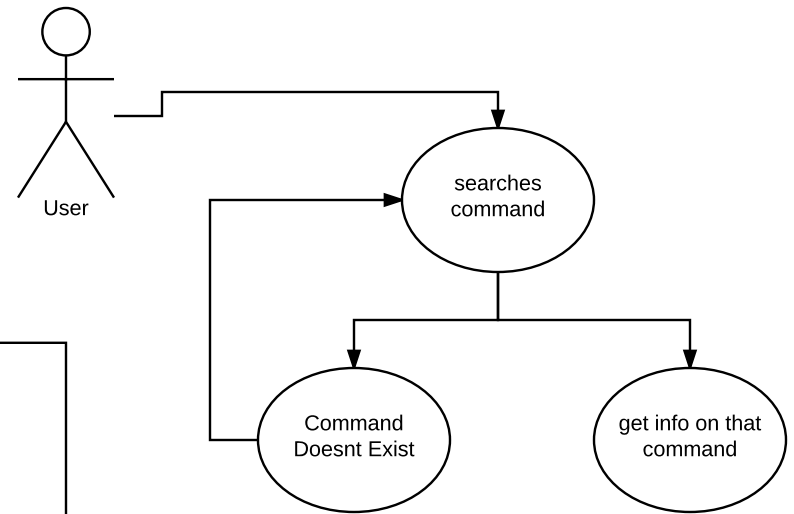 User
searches
command
Command
Doesnt Exist
get info on that
command